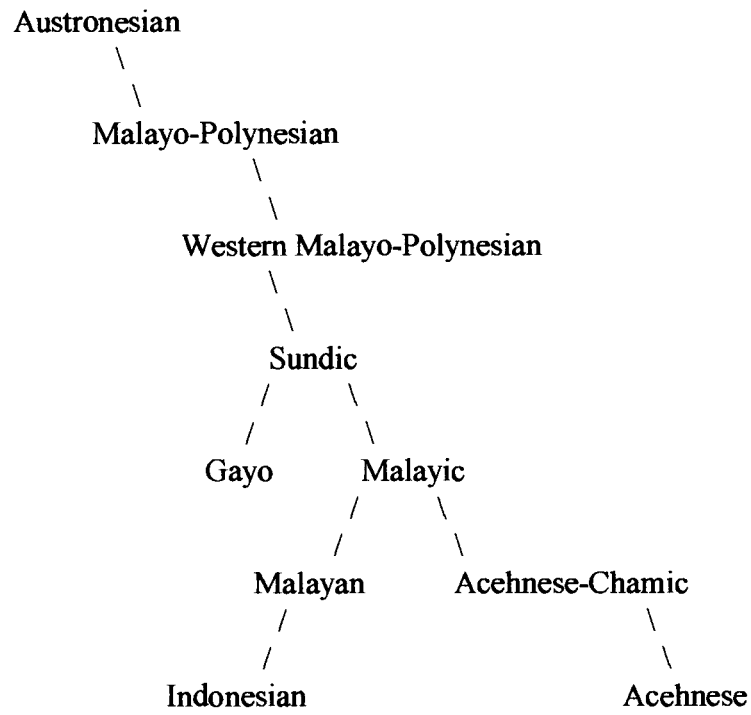 Austronesian
Malayo-Polynesian
Western Malayo-Polynesian
Sundic
Gayo Malayic
Malayan Acehnese-Chamic
Indonesian Acehnese